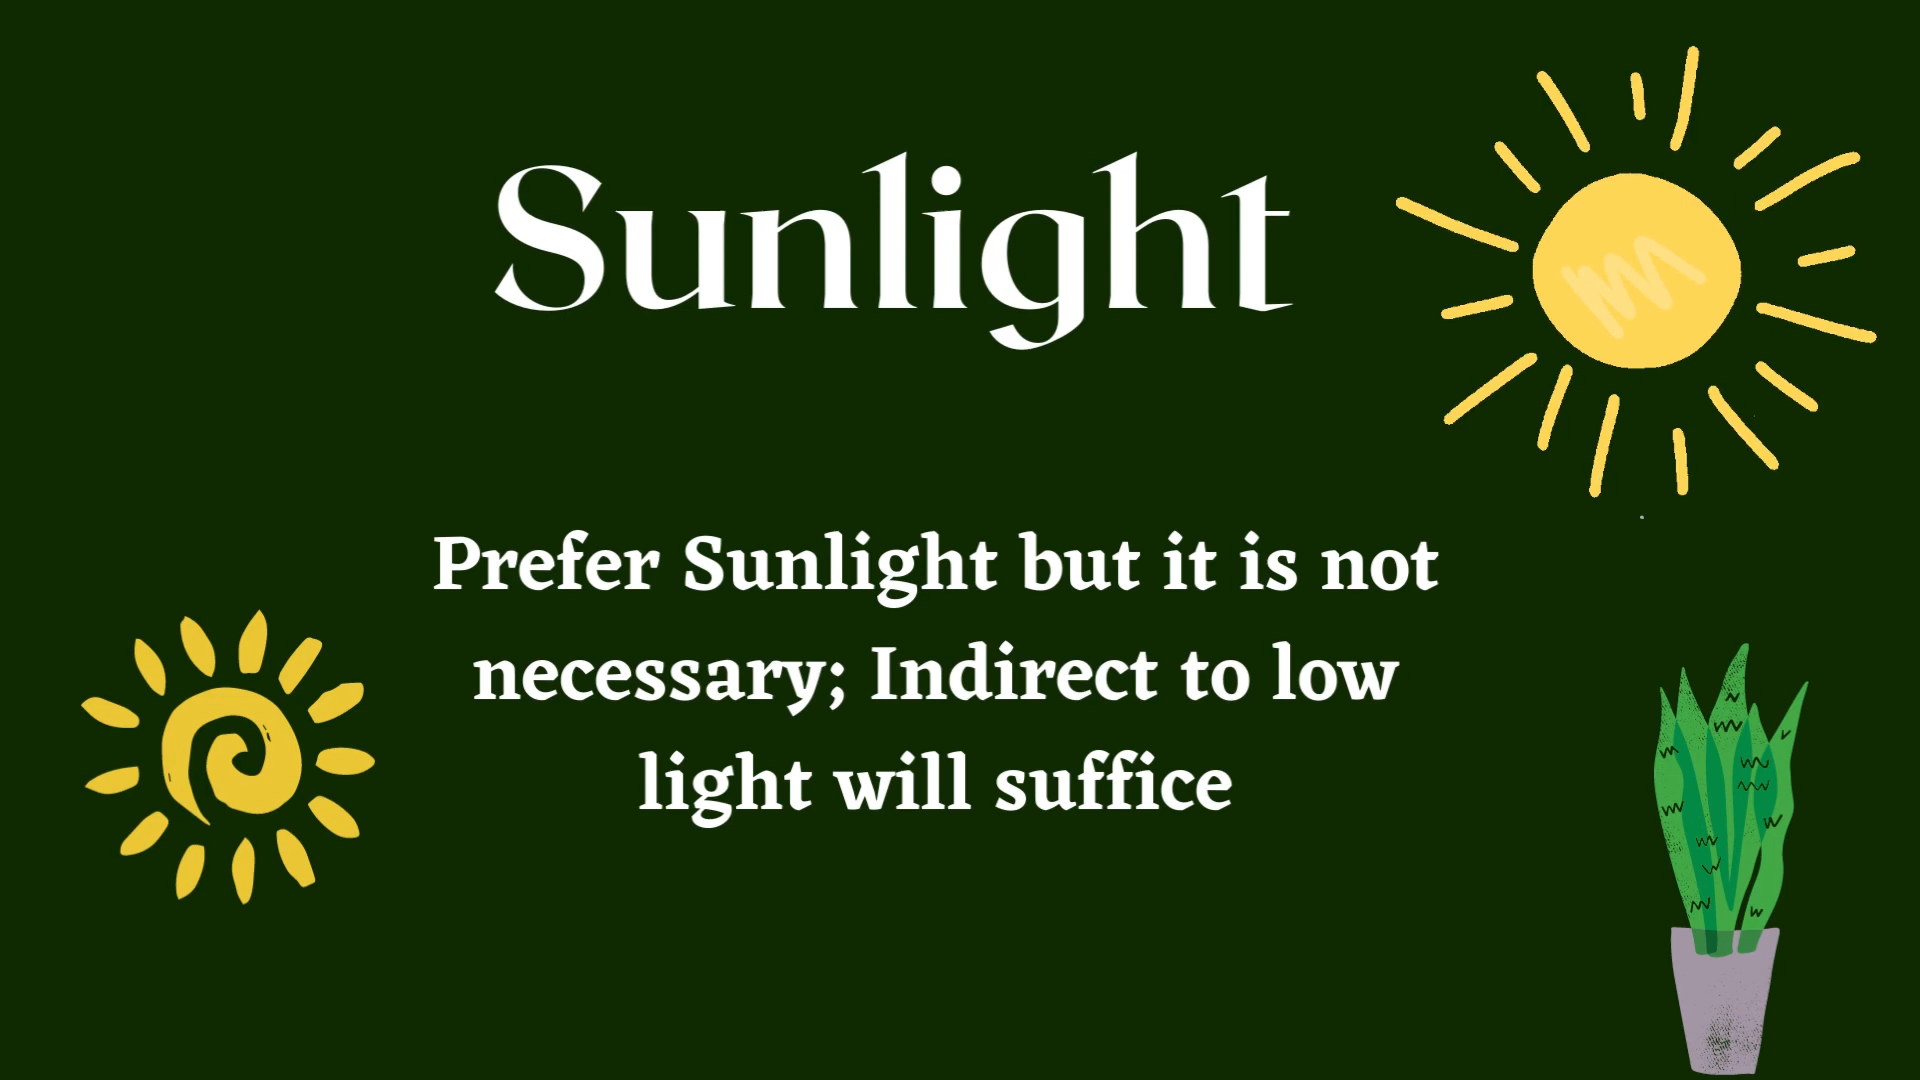 Sunlight
Prefer Sunlight but it is not
necessary; Indirect to low
light will suffice